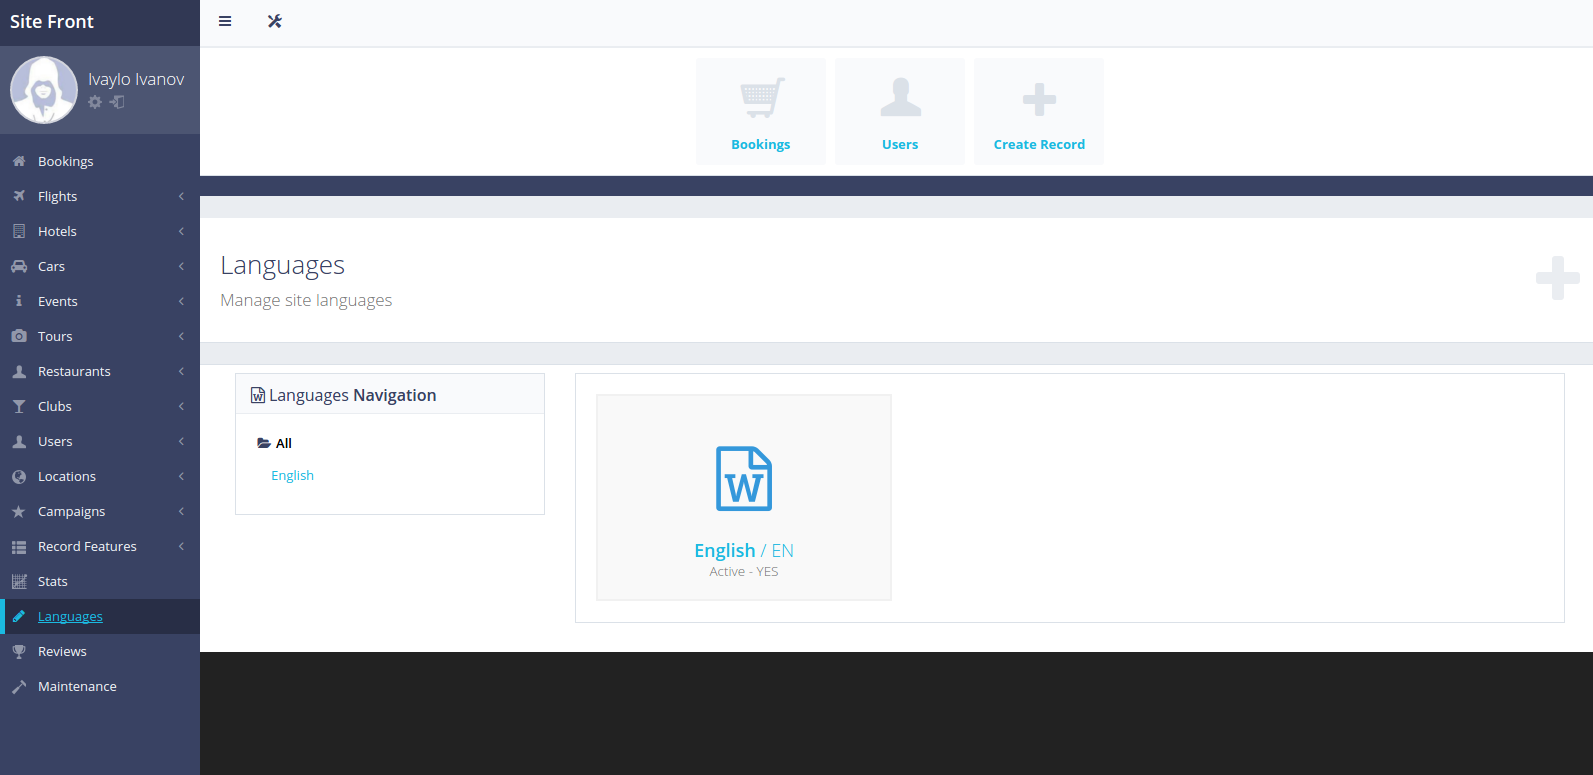 Site Front
Ivaylo Ivanov
Bookings
Flights
Hotels
Cars
Events
Tours
Restaurants
Clubs
Users
Locations
Campaigns
Record Features
Stats
Languages
Reviews
Maintenance
Bookings
Users
Create Record
Languages
Manage site languages
Languages Navigation
All
English
W
English / EN
Active - YES